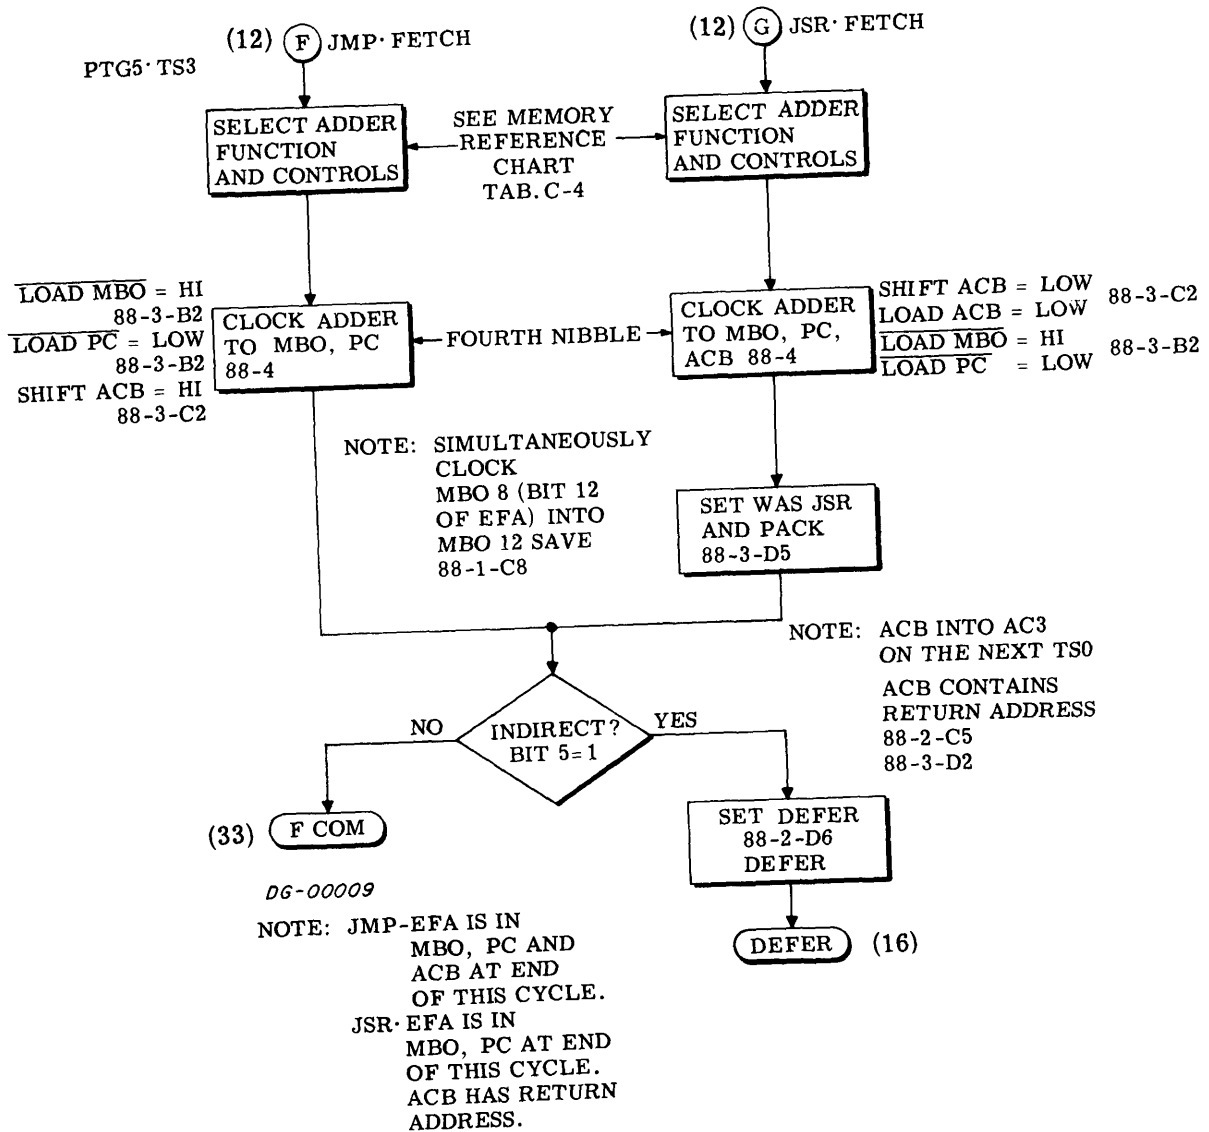 (12) F JMP·FETCH
(12) G JSR·FETCH
PTG5·TS3
SELECT ADDER
FUNCTION
AND CONTROLS
SEE MEMORY
REFERENCE
CHART
TAB.C-4
SELECT ADDER
FUNCTION
AND CONTROLS
LOAD MBO = HI
88-3-B2
LOAD PC = LOW
88-3-B2
SHIFT ACB = HI
88-3-C2
CLOCK ADDER
TO MBO, PC
88-4
FOURTH NIBBLE
CLOCK ADDER
TO MBO, PC,
ACB 88-4
SHIFT ACB = LOW
LOAD ACB = LOW
88-3-C2
LOAD MBO = HI
LOAD PC = LOW
88-3-B2
NOTE: SIMULTANEOUSLY
CLOCK
MBO 8 (BIT 12
OF EFA) INTO
MBO 12 SAVE
88-1-C8
SET WAS JSR
AND PACK
88-3-D5
NOTE: ACB INTO AC3
ON THE NEXT TS0
ACB CONTAINS
RETURN ADDRESS
88-2-C5
88-3-D2
NO
INDIRECT?
BIT 5=1
YES
(33) F COM
SET DEFER
88-2-D6
DEFER
DEFER (16)
DG-00009
NOTE: JMP-EFA IS IN
MBO, PC AND
ACB AT END
OF THIS CYCLE.
JSR·EFA IS IN
MBO, PC AT END
OF THIS CYCLE.
ACB HAS RETURN
ADDRESS.